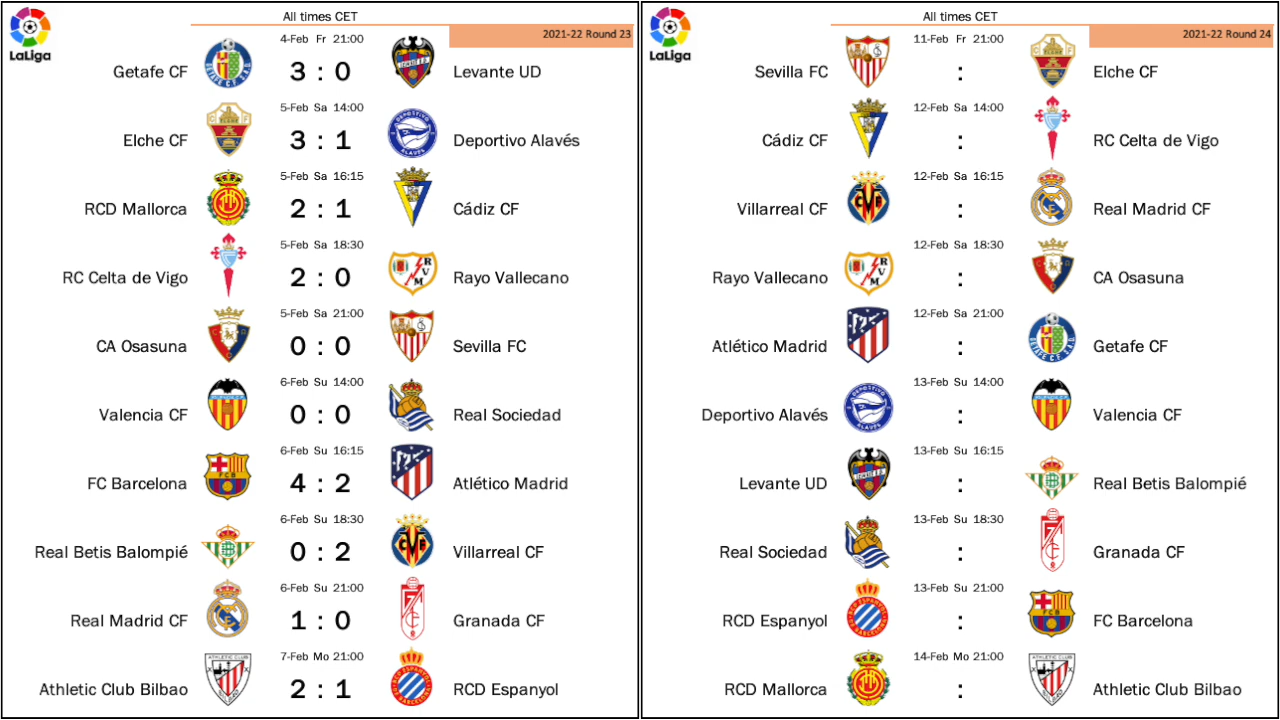 All times CET
LaLiga
2021-22 Round 23
4-Feb Fr 21:00
Getafe CF 3 : 0 Levante UD
5-Feb Sa 14:00
Elche CF 3 : 1 Deportivo Alavés
5-Feb Sa 16:15
RCD Mallorca 2 : 1 Cádiz CF
5-Feb Sa 18:30
RC Celta de Vigo 2 : 0 Rayo Vallecano
5-Feb Sa 21:00
CA Osasuna 0 : 0 Sevilla FC
6-Feb Su 14:00
Valencia CF 0 : 0 Real Sociedad
6-Feb Su 16:15
FC Barcelona 4 : 2 Atlético Madrid
6-Feb Su 18:30
Real Betis Balompié 0 : 2 Villarreal CF
6-Feb Su 21:00
Real Madrid CF 1 : 0 Granada CF
7-Feb Mo 21:00
Athletic Club Bilbao 2 : 1 RCD Espanyol
All times CET
LaLiga
2021-22 Round 24
11-Feb Fr 21:00
Sevilla FC : Elche CF
12-Feb Sa 14:00
Cádiz CF : RC Celta de Vigo
12-Feb Sa 16:15
Villarreal CF : Real Madrid CF
12-Feb Sa 18:30
Rayo Vallecano : CA Osasuna
12-Feb Sa 21:00
Atlético Madrid : Getafe CF
13-Feb Su 14:00
Deportivo Alavés : Valencia CF
13-Feb Su 16:15
Levante UD : Real Betis Balompié
13-Feb Su 18:30
Real Sociedad : Granada CF
13-Feb Su 21:00
RCD Espanyol : FC Barcelona
14-Feb Mo 21:00
RCD Mallorca : Athletic Club Bilbao